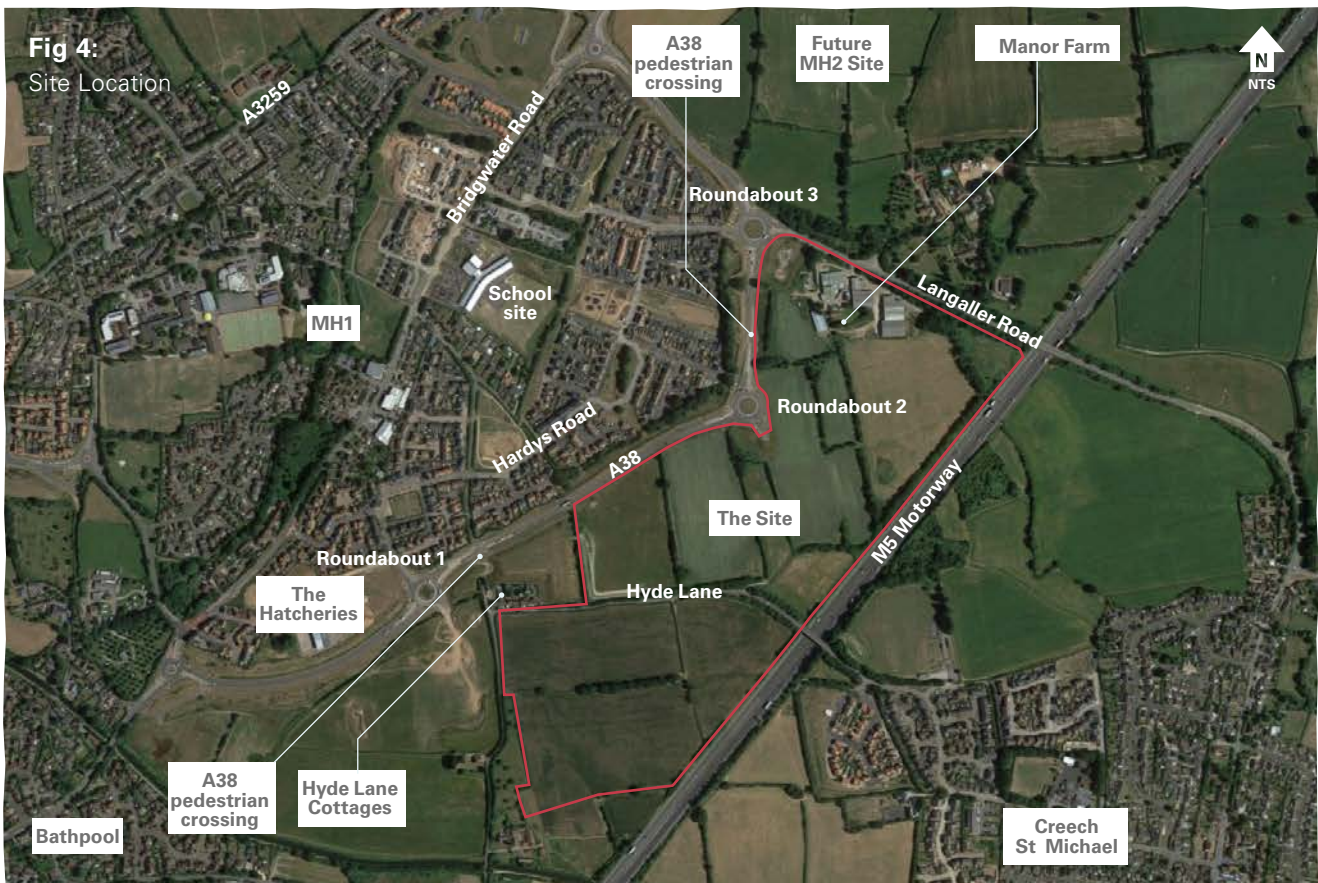 Fig 4:
Site Location
A3259
Bridgwater Road
A38
pedestrian
crossing
Future
MH2 Site
Manor Farm
N
NTS
Roundabout 3
School
site
MH1
Langaller Road
Roundabout 2
Hardys Road
A38
The Site
M5 Motorway
Roundabout 1
The
Hatcheries
Hyde Lane
A38
pedestrian
crossing
Hyde Lane
Cottages
Bathpool
Creech
St Michael